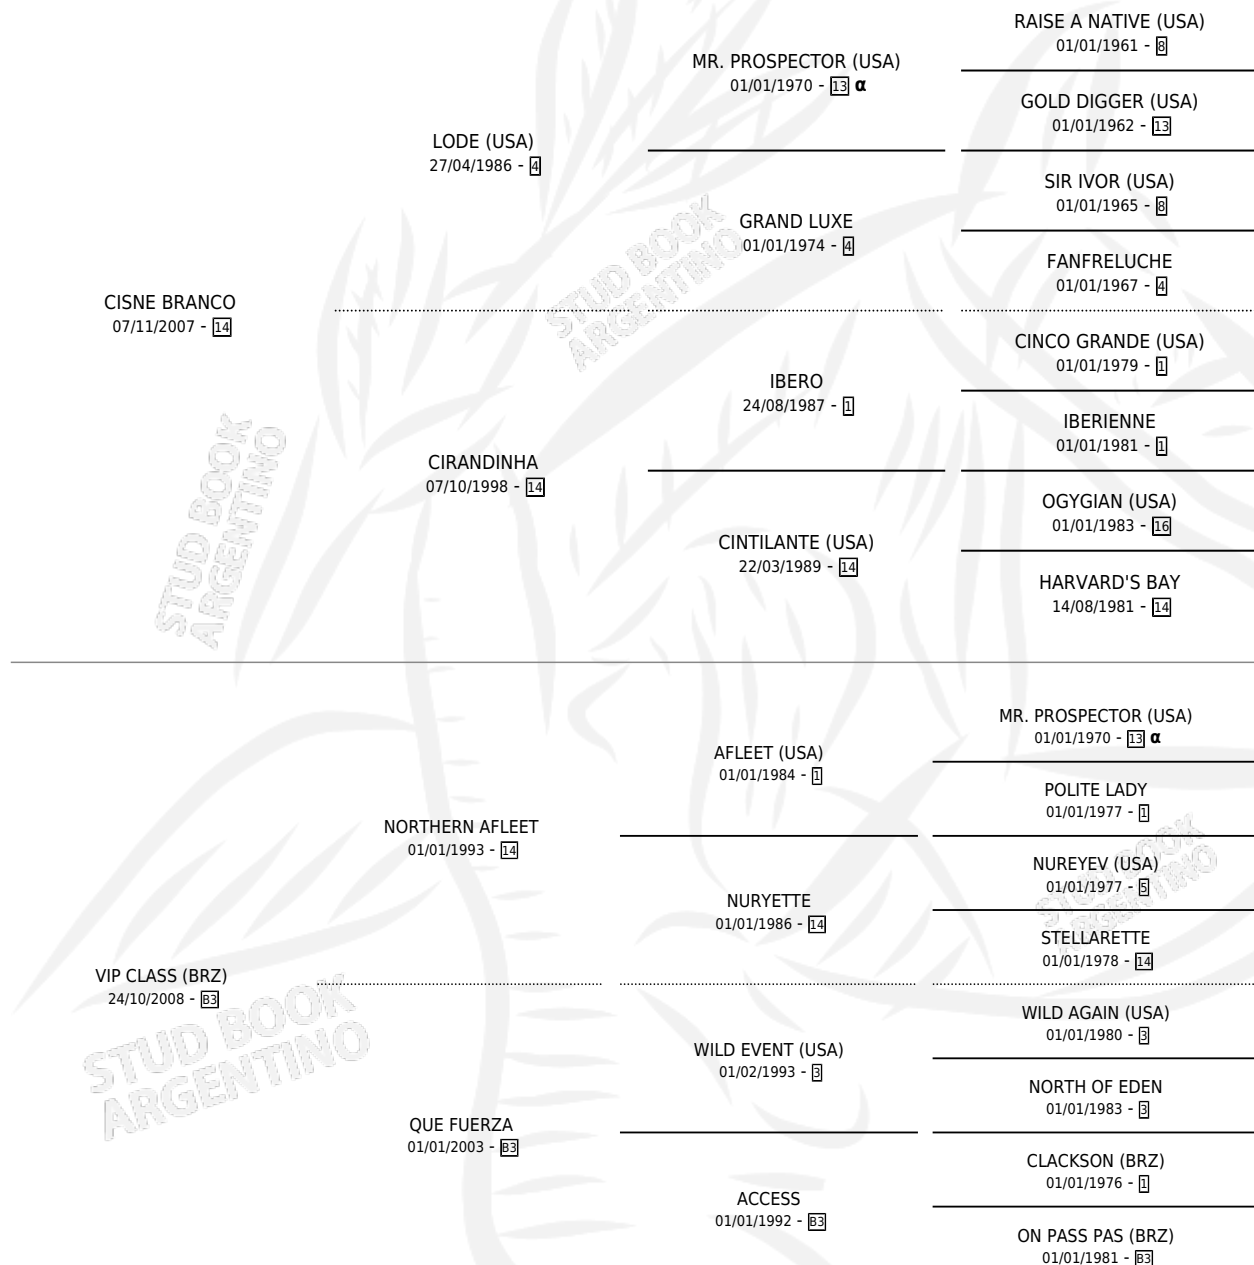 RAISE A NATIVE (USA)
01/01/1961 - 8
MR. PROSPECTOR (USA)
01/01/1970 - 13 α
GOLD DIGGER (USA)
01/01/1962 - 13
LODE (USA)
27/04/1986 - 4
SIR IVOR (USA)
01/01/1965 - 8
GRAND LUXE
01/01/1974 - 4
FANFRELUCHE
01/01/1967 - 4
CISNE BRANCO
07/11/2007 - 14
CINCO GRANDE (USA)
01/01/1979 - 1
IBERO
24/08/1987 - 1
IBERIENNE
01/01/1981 - 1
CIRANDINHA
07/10/1998 - 14
OGYGIAN (USA)
01/01/1983 - 16
CINTILANTE (USA)
22/03/1989 - 14
HARVARD'S BAY
14/08/1981 - 14
MR. PROSPECTOR (USA)
01/01/1970 - 13 α
AFLEET (USA)
01/01/1984 - 1
POLITE LADY
01/01/1977 - 1
NORTHERN AFLEET
01/01/1993 - 14
NUREYEV (USA)
01/01/1977 - 5
NURYETTE
01/01/1986 - 14
STELLARETTE
01/01/1978 - 14
VIP CLASS (BRZ)
24/10/2008 - B3
WILD AGAIN (USA)
01/01/1980 - 3
WILD EVENT (USA)
01/02/1993 - 3
NORTH OF EDEN
01/01/1983 - 3
QUE FUERZA
01/01/2003 - B3
CLACKSON (BRZ)
01/01/1976 - 1
ACCESS
01/01/1992 - B3
ON PASS PAS (BRZ)
01/01/1981 - B3
STUD BOOK
ARGENTINO
STUD BOOK
ARGENTINO
STUD BOOK
ARGENTINO
STUD BOOK
ARGENTINO